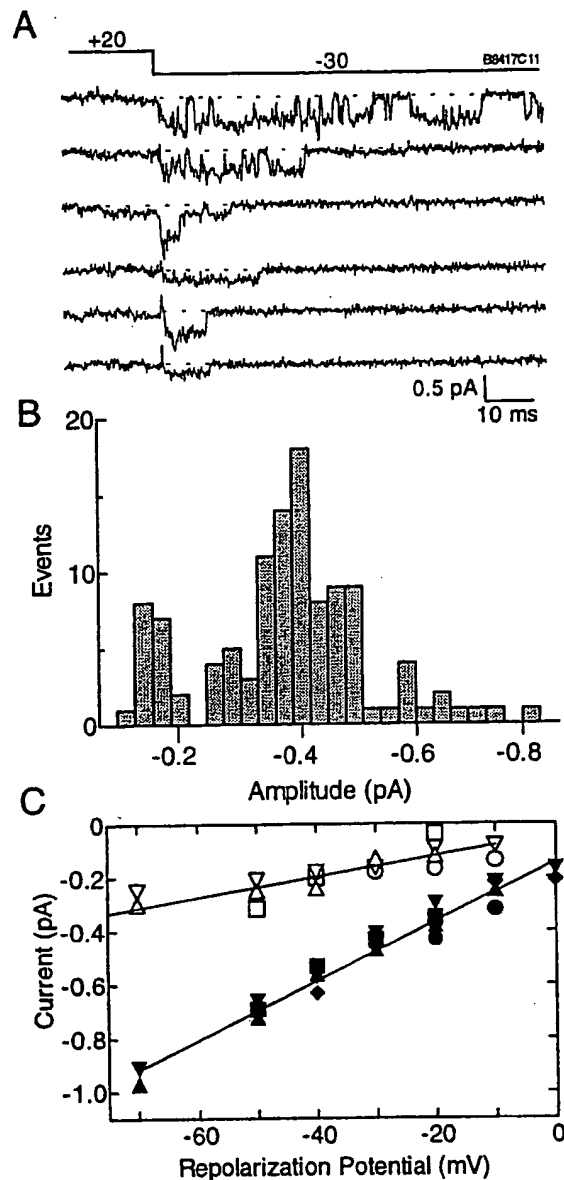 A
+20
-30
B8417C11
0.5 pA
10 ms
B
20
10
0
Events
-0.2
-0.4
-0.6
-0.8
Amplitude (pA)
C
0
-0.2
-0.4
-0.6
-0.8
-1.0
Current (pA)
-60
-40
-20
0
Repolarization Potential (mV)